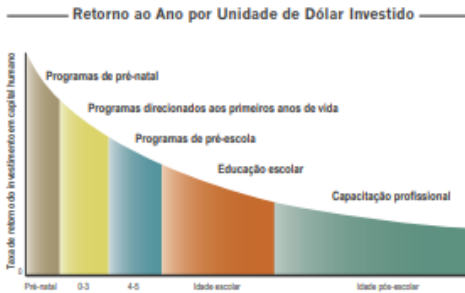 Retorno ao Ano por Unidade de Dólar Investido
Taxa de retorno do investimento em capital humano
Programas de pré-natal
Programas direcionados aos primeiros anos de vida
Programas de pré-escola
Educação escolar
Capacitação profissional
0
Pré-natal
0-3
4-5
Idade escolar
Idade pós-escolar